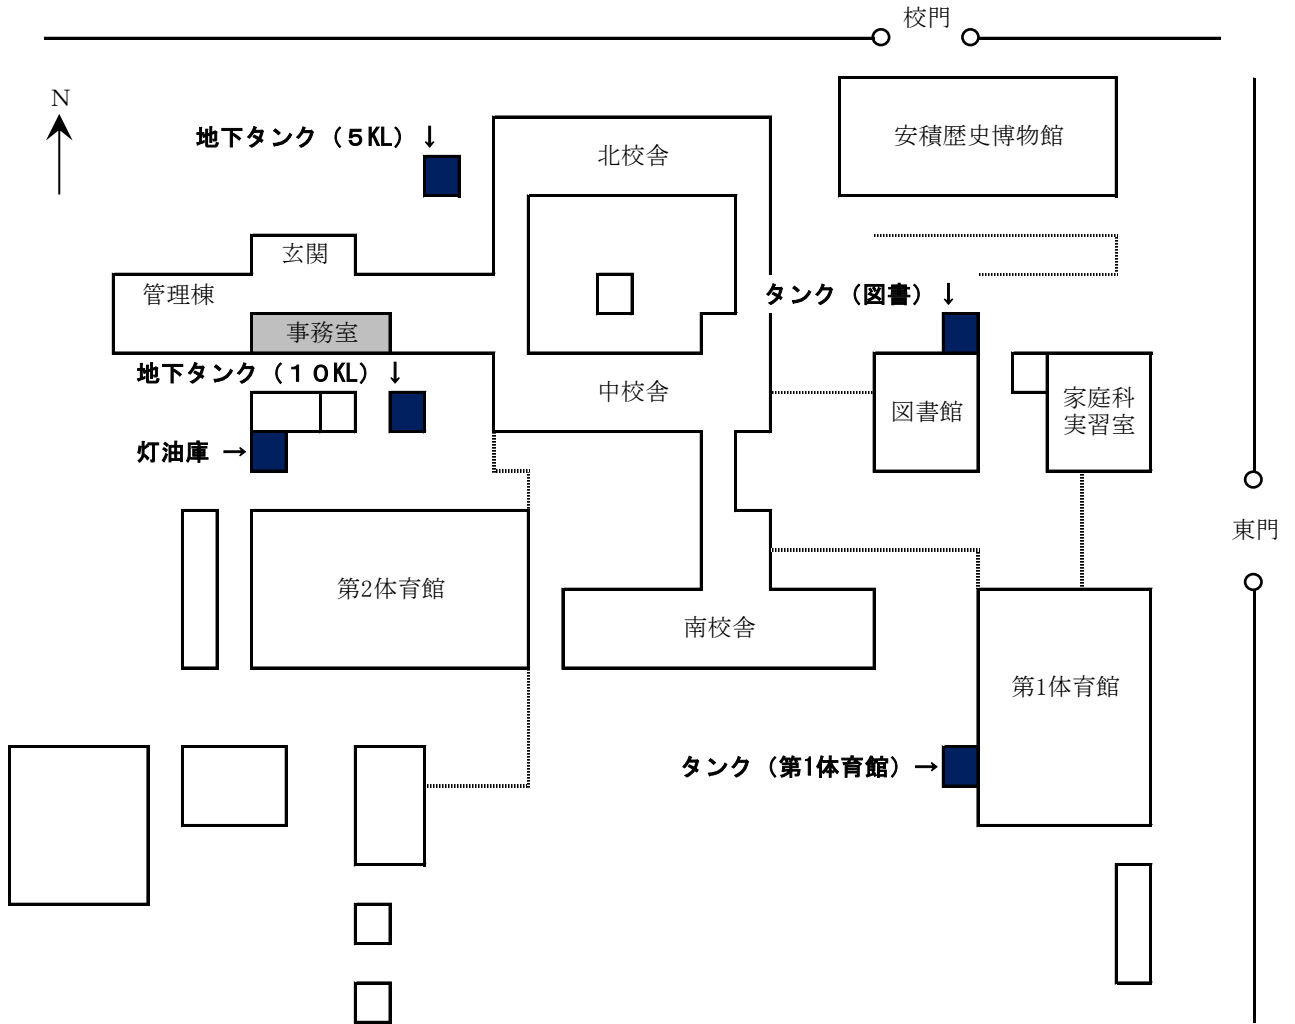 校門
N
地下タンク（５KL）↓
北校舎
安積歴史博物館
玄関
管理棟
タンク（図書）↓
事務室
地下タンク（１０KL）↓
中校舎
図書館
家庭科
実習室
灯油庫 →
東門
第2体育館
南校舎
第1体育館
タンク（第1体育館）→